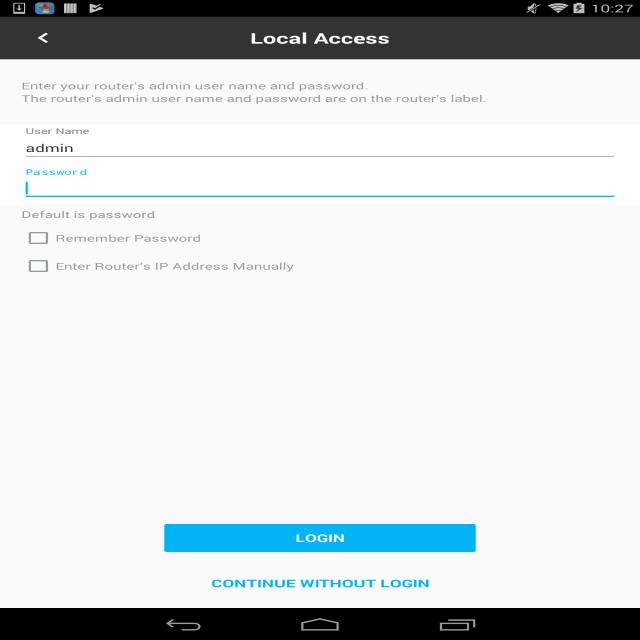 10:27
Local Access
Enter your router's admin user name and password.
The router's admin user name and password are on the router's label.
User Name
admin
Password
Default is password
Remember Password
Enter Router's IP Address Manually
LOGIN
CONTINUE WITHOUT LOGIN